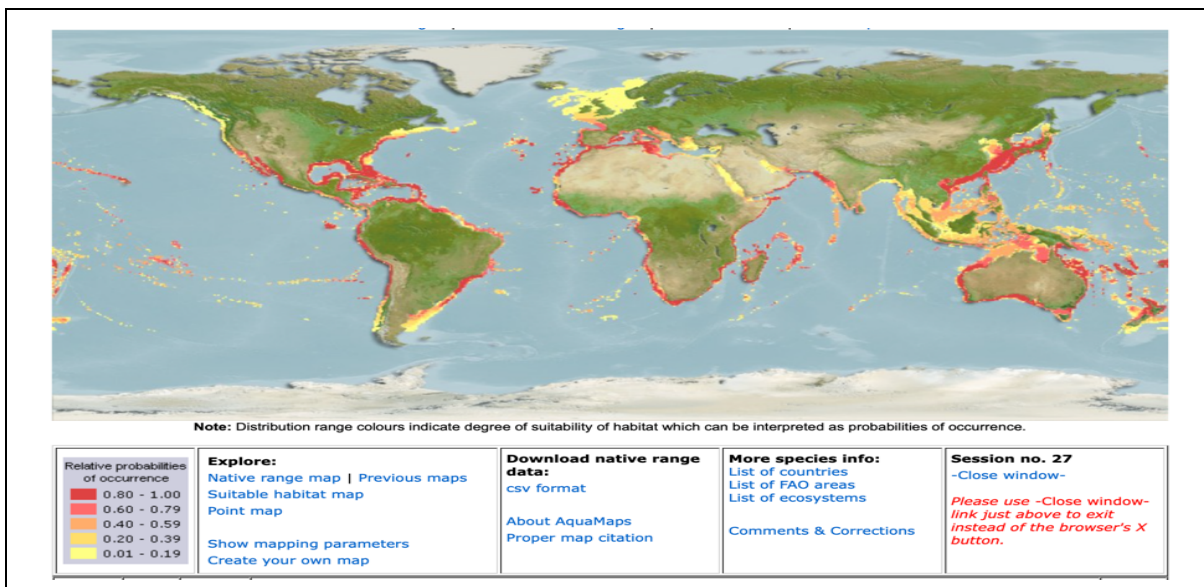 Note: Distribution range colours indicate degree of suitability of habitat which can be interpreted as probabilities of occurrence.
Relative probabilities
of occurrence
0.80 - 1.00
0.60 - 0.79
0.40 - 0.59
0.20 - 0.39
0.01 - 0.19
Explore:
Native range map | Previous maps
Suitable habitat map
Point map
Show mapping parameters
Create your own map
Download native range
data:
csv format
About AquaMaps
Proper map citation
More species info:
List of countries
List of FAO areas
List of ecosystems
Comments & Corrections
Session no. 27
-Close window-
Please use -Close window-
link just above to exit
instead of the browser's X
button.